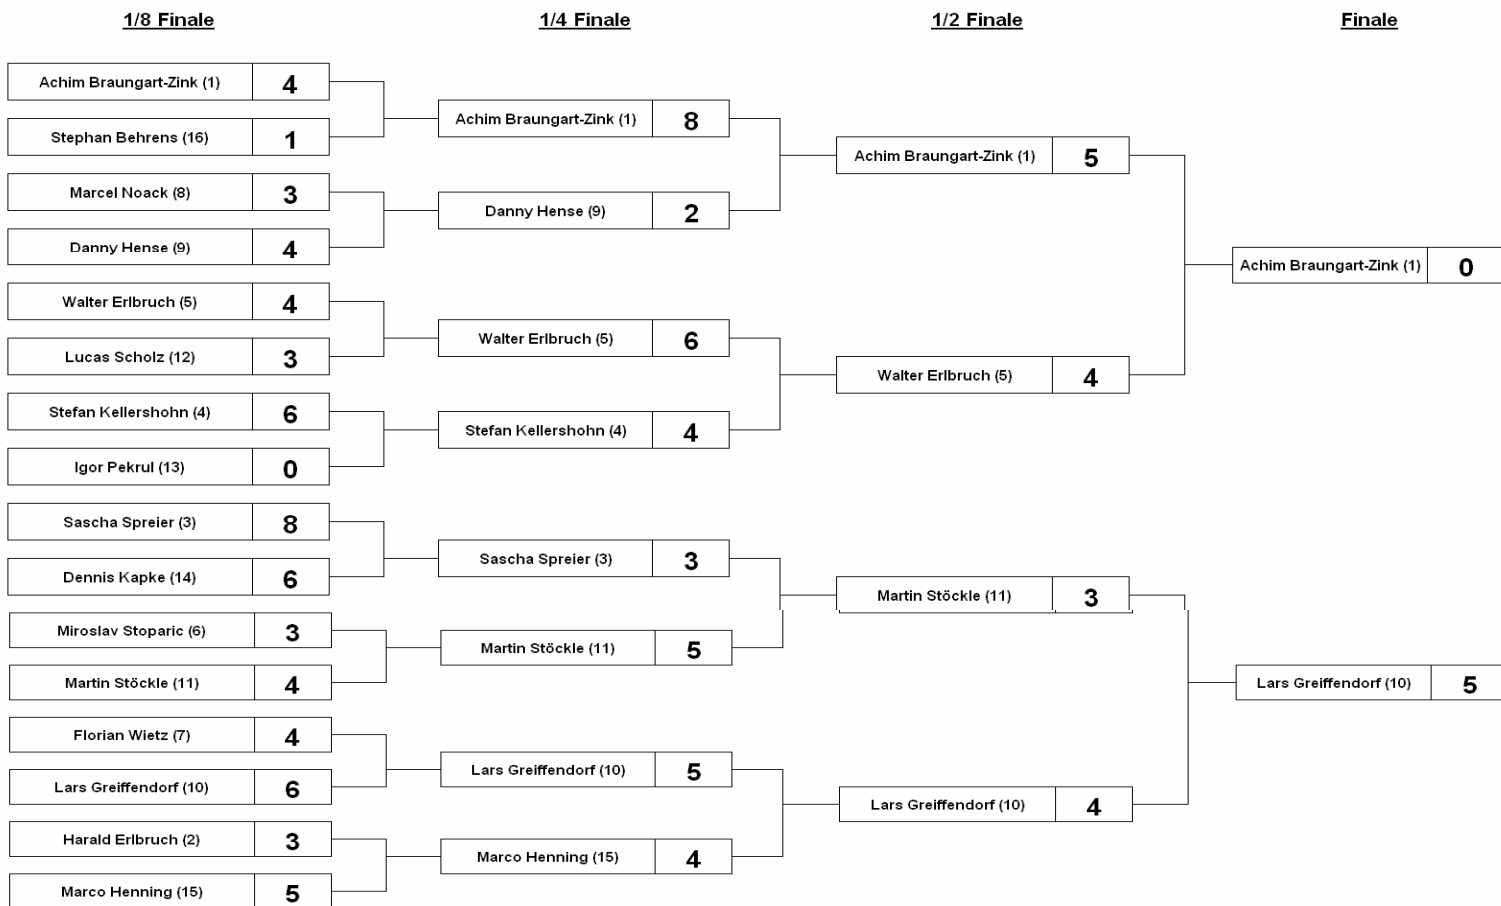 1/8 Finale
1/4 Finale
1/2 Finale
Finale
Achim Braungart-Zink (1) 4
Stephan Behrens (16) 1
Marcel Noack (8) 3
Danny Hense (9) 4
Walter Erlbruch (5) 4
Lucas Scholz (12) 3
Stefan Kellershohn (4) 6
Igor Pekrul (13) 0
Sascha Spreier (3) 8
Dennis Kapke (14) 6
Miroslav Stoparic (6) 3
Martin Stöckle (11) 4
Florian Wietz (7) 4
Lars Greiffendorf (10) 6
Harald Erlbruch (2) 3
Marco Henning (15) 5
Achim Braungart-Zink (1) 8
Danny Hense (9) 2
Walter Erlbruch (5) 6
Stefan Kellershohn (4) 4
Sascha Spreier (3) 3
Martin Stöckle (11) 5
Lars Greiffendorf (10) 5
Marco Henning (15) 4
Achim Braungart-Zink (1) 5
Walter Erlbruch (5) 4
Martin Stöckle (11) 3
Lars Greiffendorf (10) 4
Achim Braungart-Zink (1) 0
Lars Greiffendorf (10) 5